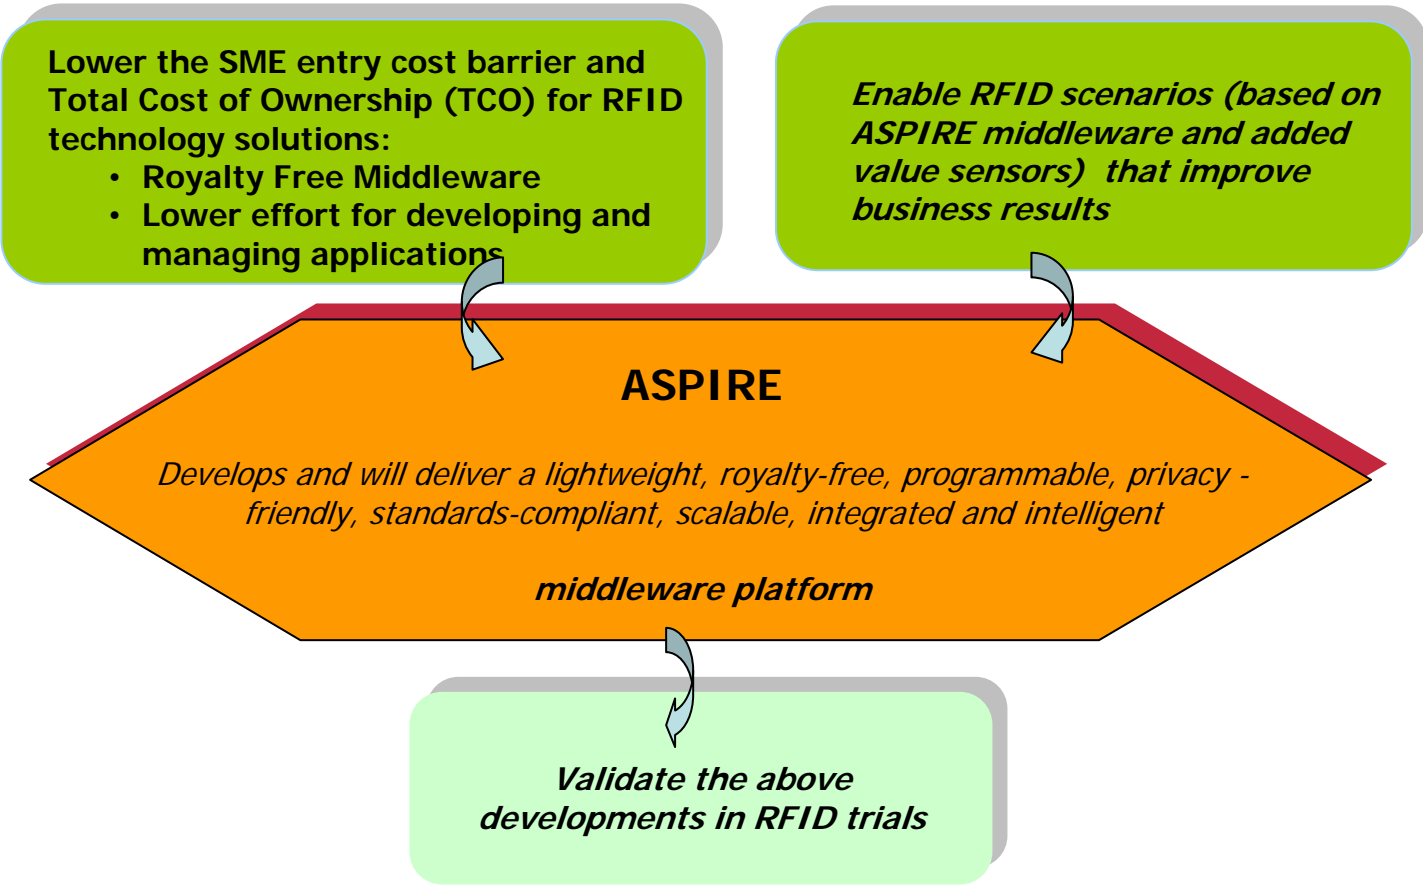 Lower the SME entry cost barrier and
Total Cost of Ownership (TCO) for RFID
technology solutions:
• Royalty Free Middleware
• Lower effort for developing and
managing applications
Enable RFID scenarios (based on
ASPIRE middleware and added
value sensors)  that improve
business results
ASPIRE
Develops and will deliver a lightweight, royalty-free, programmable, privacy -
friendly, standards-compliant, scalable, integrated and intelligent
middleware platform
Validate the above
developments in RFID trials